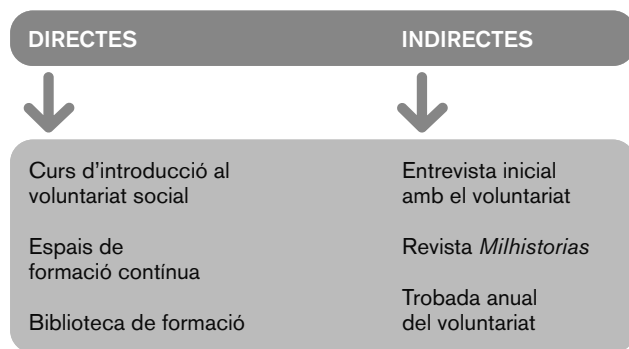 DIRECTES
INDIRECTES
Curs d’introducció al
voluntariat social
Espais de
formació contínua
Biblioteca de formació
Entrevista inicial
amb el voluntariat
Revista Milhistorias
Trobada anual
del voluntariat